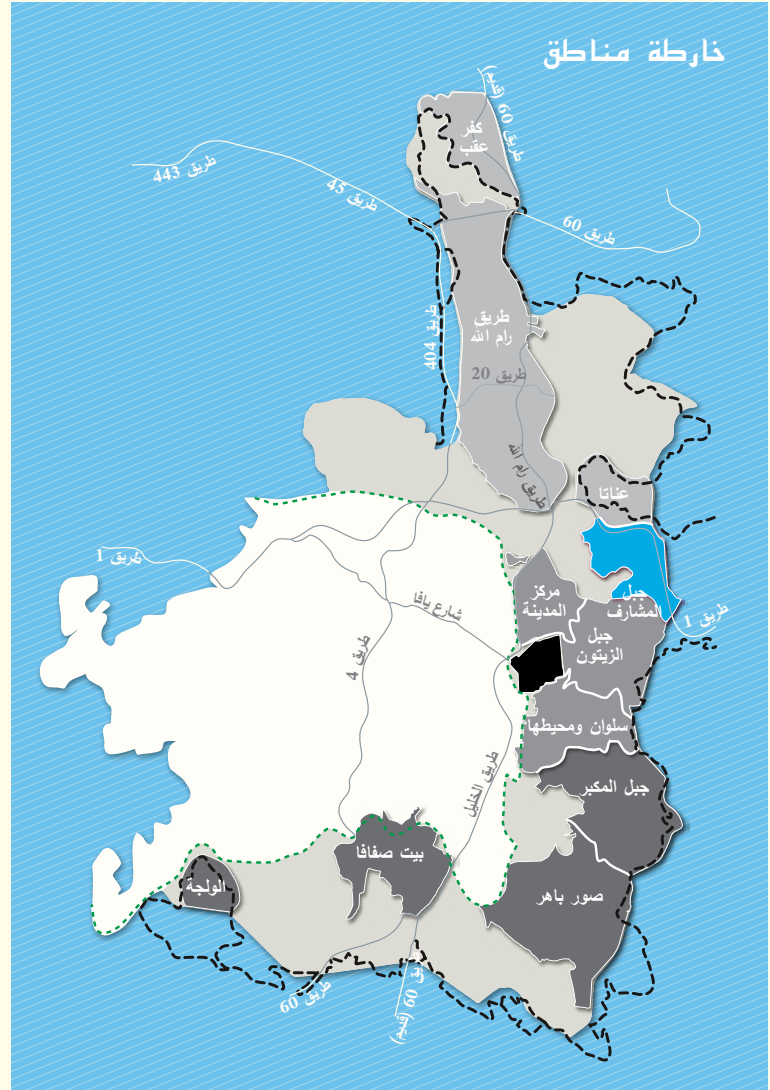 خارطة مناطق
طريق 60 (قديم)
كفر
عقب
طريق 443
طريق 45
طريق 60
طريق 404
طريق
رام الله
طريق 20
طريق رام الله
عناتا
طريق 1
شارع يافا
مركز
المدينة
جبل
المشارف
طريق 1
جبل
الزيتون
طريق 4
سلوان ومحيطها
طريق الخليل
جبل المكبر
بيت صفافا
الولجة
صور باهر
طريق 60
طريق 60 (قديم)